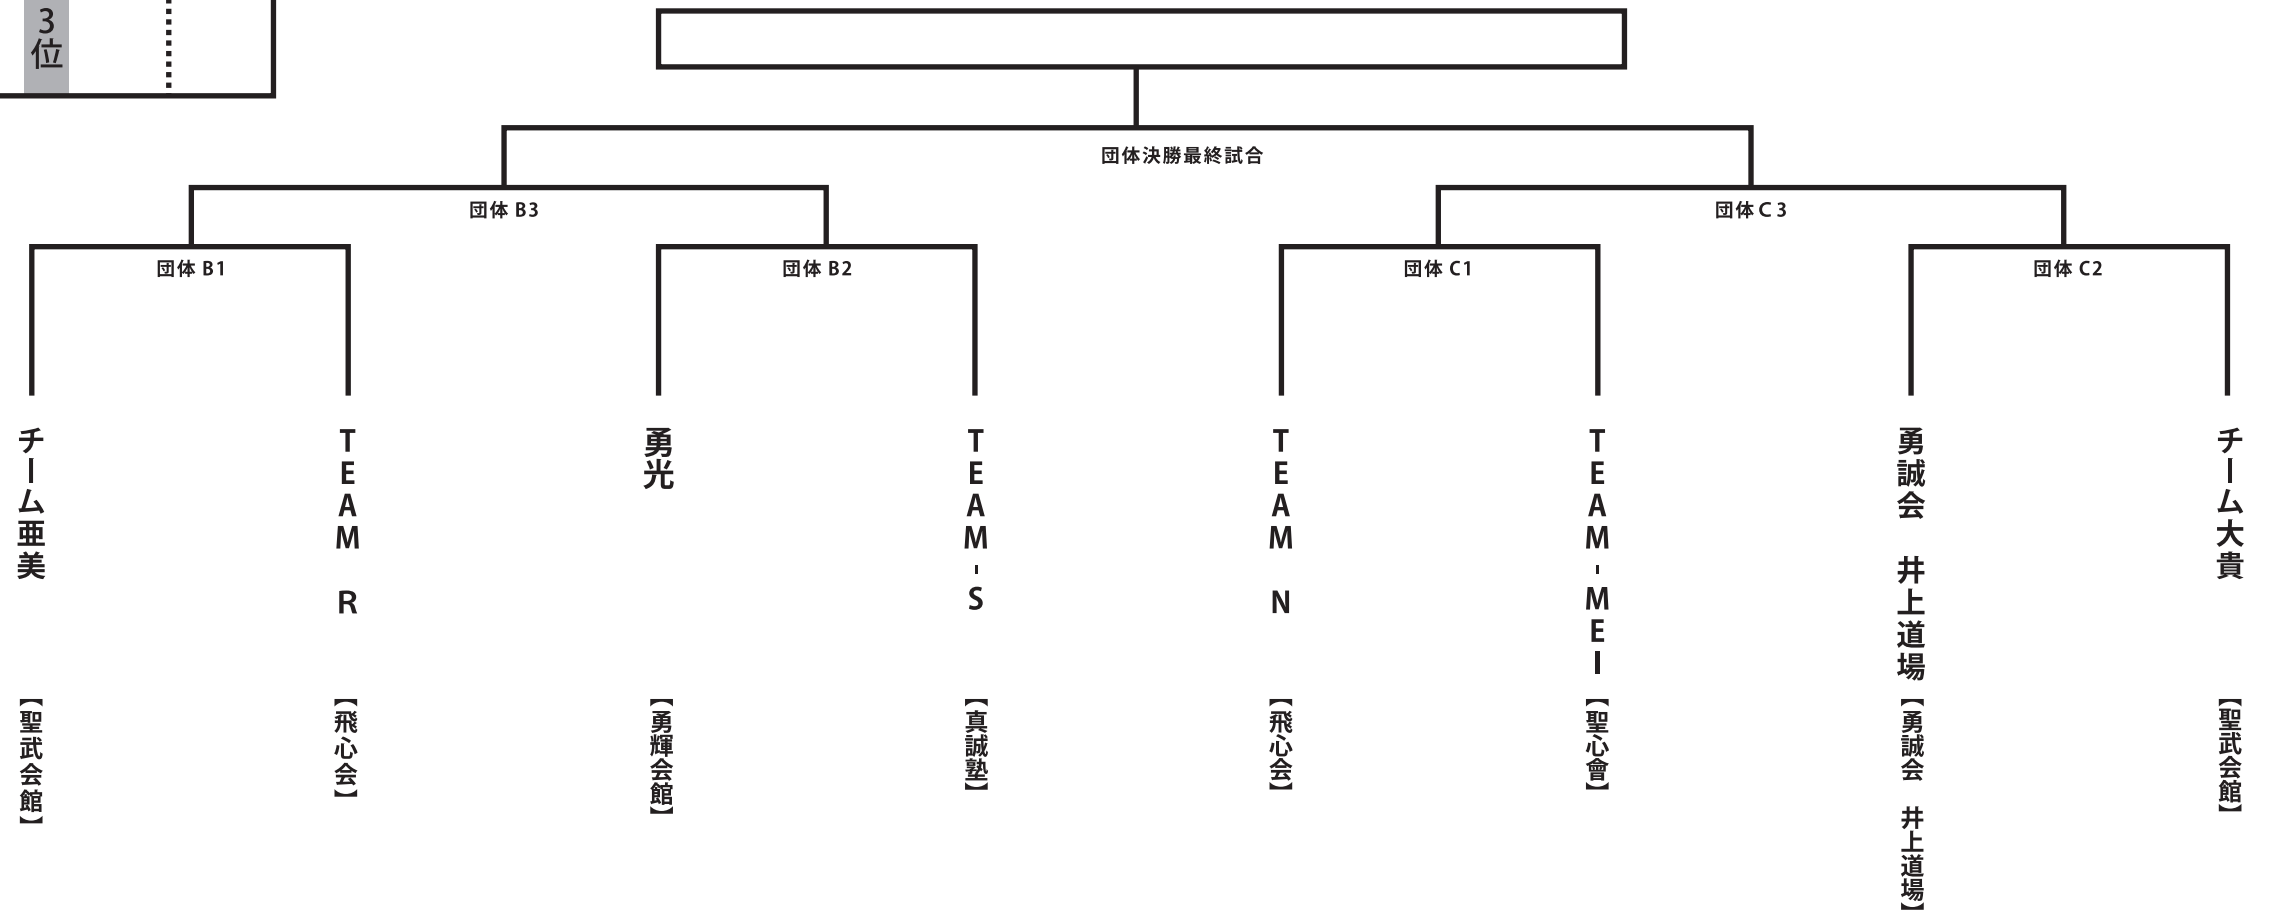 3位
団体決勝最終試合
団体 B3
団体 C3
団体 B1
団体 B2
団体 C1
団体 C2
チーム亜美
【聖武会館】
TEAM R
【飛心会】
勇光
【勇輝会館】
TEAM-S
【真誠塾】
TEAM N
【飛心会】
TEAM-MEI
【聖心會】
勇誠会 井上道場
【勇誠会 井上道場】
チーム大貴
【聖武会館】